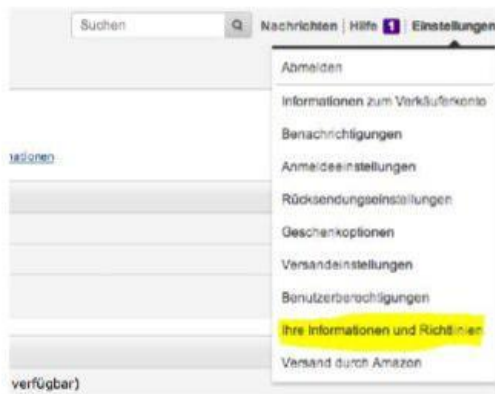 Suchen Nachrichten | Hilfe 1 | Einstellungen
Abmelden
Informationen zum Verkäuferkonto
Benachrichtigungen
nationen
Anmeldeeinstellungen
Rücksendungseinstellungen
Geschenkoptionen
Versandeinstellungen
Benutzerberechtigungen
Ihre Informationen und Richtlinien
Versand durch Amazon
verfügbar)